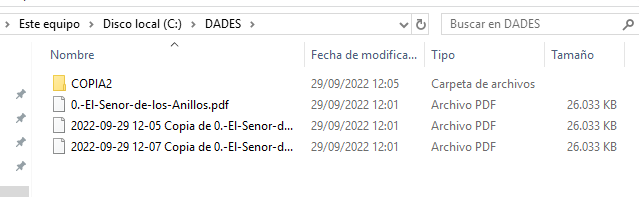 Este equipo > Disco local (C:) > DADES
Buscar en DADES
Nombre Fecha de modifica... Tipo Tamaño
COPIA2 29/09/2022 12:05 Carpeta de archivos
0.-El-Senor-de-los-Anillos.pdf 29/09/2022 12:01 Archivo PDF 26.033 KB
2022-09-29 12-05 Copia de 0.-El-Senor-d... 29/09/2022 12:01 Archivo PDF 26.033 KB
2022-09-29 12-07 Copia de 0.-El-Senor-d... 29/09/2022 12:01 Archivo PDF 26.033 KB